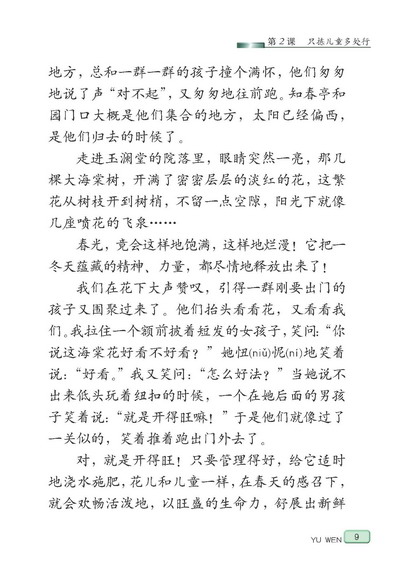 第2课 只拣儿童多处行
地方，总和一群一群的孩子撞个满怀，他们匆匆
地说了声“对不起”，又匆匆地往前跑。知春亭和
园门口大概是他们集合的地方，太阳已经偏西，
是他们归去的时候了。
走进玉澜堂的院落里，眼睛突然一亮，那几
棵大海棠树，开满了密密层层的淡红的花，这繁
花从树枝开到树梢，不留一点空隙，阳光下就像
几座喷花的飞泉……
春光，竟会这样地饱满，这样地烂漫！它把一
冬天蕴藏的精神、力量，都尽情地释放出来了！
我们在花下大声赞叹，引得一群刚要出门的
孩子又围聚过来了。他们抬头看看花，又看看我
们。我拉住一个额前披着短发的女孩子，笑问：“你
说这海棠花好看不好看？”她忸(niǔ)怩(ní)地笑着
说：“好看。”我又笑问：“怎么好法？”当她说不
出来低头玩着纽扣的时候，一个在她后面的男孩
子笑着说：“就是开得旺嘛！”于是他们就像过了
一关似的，笑着推着跑出门外去了。
对，就是开得旺！只要管理得好，给它适时
地浇水施肥，花儿和儿童一样，在春天的感召下，
就会欢畅活泼地，以旺盛的生命力，舒展出新鲜
YU WEN 9